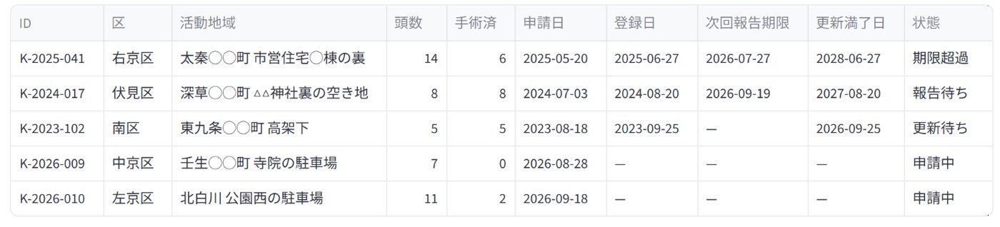 ID 区 活動地域 頭数 手術済 申請日 登録日 次回報告期限 更新満了日 状態
K-2025-041 右京区 太秦◯◯町 市営住宅◯棟の裏 14 6 2025-05-20 2025-06-27 2026-07-27 2028-06-27 期限超過
K-2024-017 伏見区 深草◯◯町 △△神社裏の空き地 8 8 2024-07-03 2024-08-20 2026-09-19 2027-08-20 報告待ち
K-2023-102 南区 東九条◯◯町 高架下 5 5 2023-08-18 2023-09-25 — 2026-09-25 更新待ち
K-2026-009 中京区 壬生◯◯町 寺院の駐車場 7 0 2026-08-28 — — — 申請中
K-2026-010 左京区 北白川 公園西の駐車場 11 2 2026-09-18 — — — 申請中